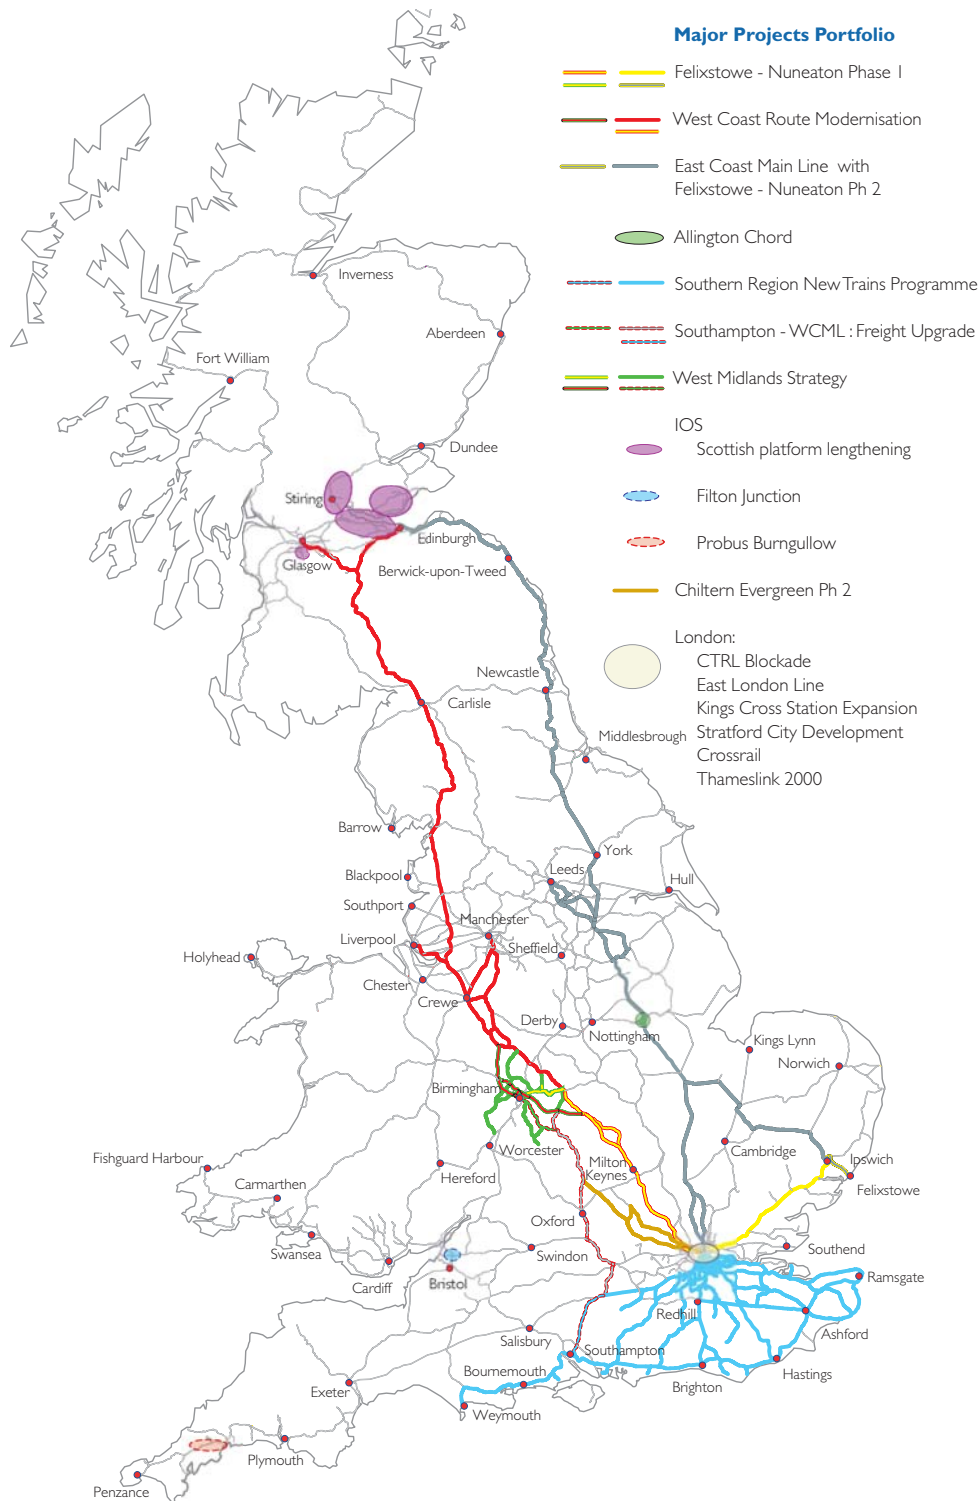 Major Projects Portfolio
Felixstowe - Nuneaton Phase 1
West Coast Route Modernisation
East Coast Main Line with
Felixstowe - Nuneaton Ph 2
Allington Chord
Southern Region New Trains Programme
Southampton - WCML : Freight Upgrade
West Midlands Strategy
IOS
Scottish platform lengthening
Filton Junction
Probus Burngullow
Chiltern Evergreen Ph 2
London:
CTRL Blockade
East London Line
Kings Cross Station Expansion
Stratford City Development
Crossrail
Thameslink 2000
Inverness
Aberdeen
Fort William
Dundee
Stiring
Edinburgh
Glasgow
Berwick-upon-Tweed
Newcastle
Carlisle
Middlesbrough
Barrow
York
Leeds
Blackpool
Hull
Southport
Manchester
Liverpool
Sheffield
Holyhead
Chester
Crewe
Derby
Nottingham
Kings Lynn
Norwich
Birmingham
Worcester
Cambridge
Ipswich
Fishguard Harbour
Hereford
Milton
Keynes
Felixstowe
Carmarthen
Oxford
Swansea
Swindon
Southend
Cardiff
Bristol
Ramsgate
Redhill
Ashford
Salisbury
Southampton
Hastings
Bournemouth
Brighton
Exeter
Weymouth
Plymouth
Penzance